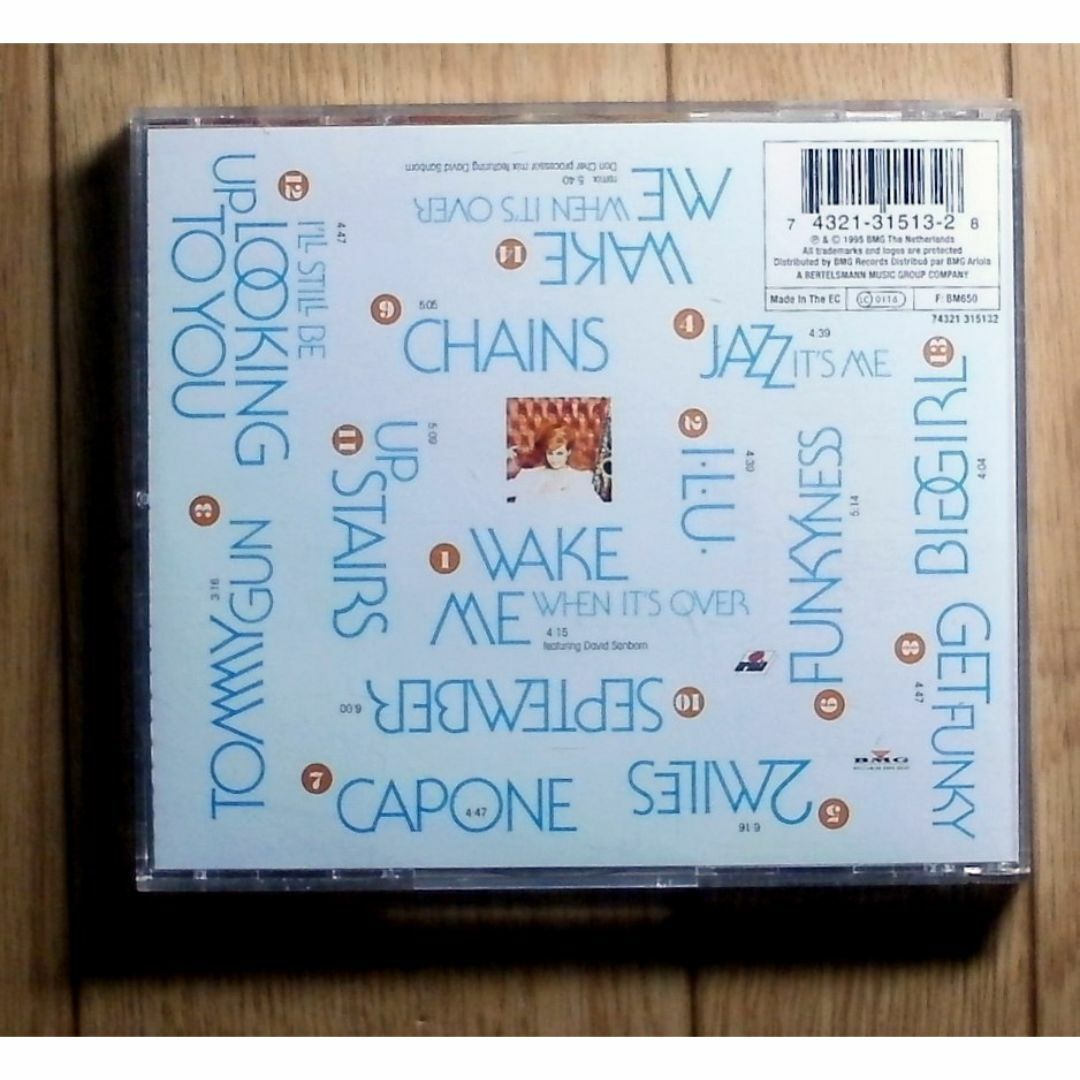 1
WAKE
ME WHEN IT'S OVER
4:15
featuring David Sanborn
2
I·L·U·
4:30
3
TOMMYGUN
3:16
4
JAZZ IT'S ME
4:39
5
2MILES
6:16
6
FUNKYNESS
5:14
7
CAPONE
4:47
8
GET FUNKY
4:47
9
CHAINS
5:05
10
SEPTEMBER
6:00
11
UP
STAIRS
5:09
12
I'LL STILL BE
LOOKING
UP
TO YOU
4:47
13
BIGGIRL
4:04
14
WAKE
ME WHEN IT'S OVER
remix 5:40
Don Cher processor mix featuring David Sanborn
7 4321-31513-2 8
℗ & © 1995 BMG The Netherlands
All trademarks and logos are protected
Distributed by BMG Records Distribué par BMG Ariola
A BERTELSMANN MUSIC GROUP COMPANY
Made In The EC
LC 0116
F: BM650
74321 315132
BMG